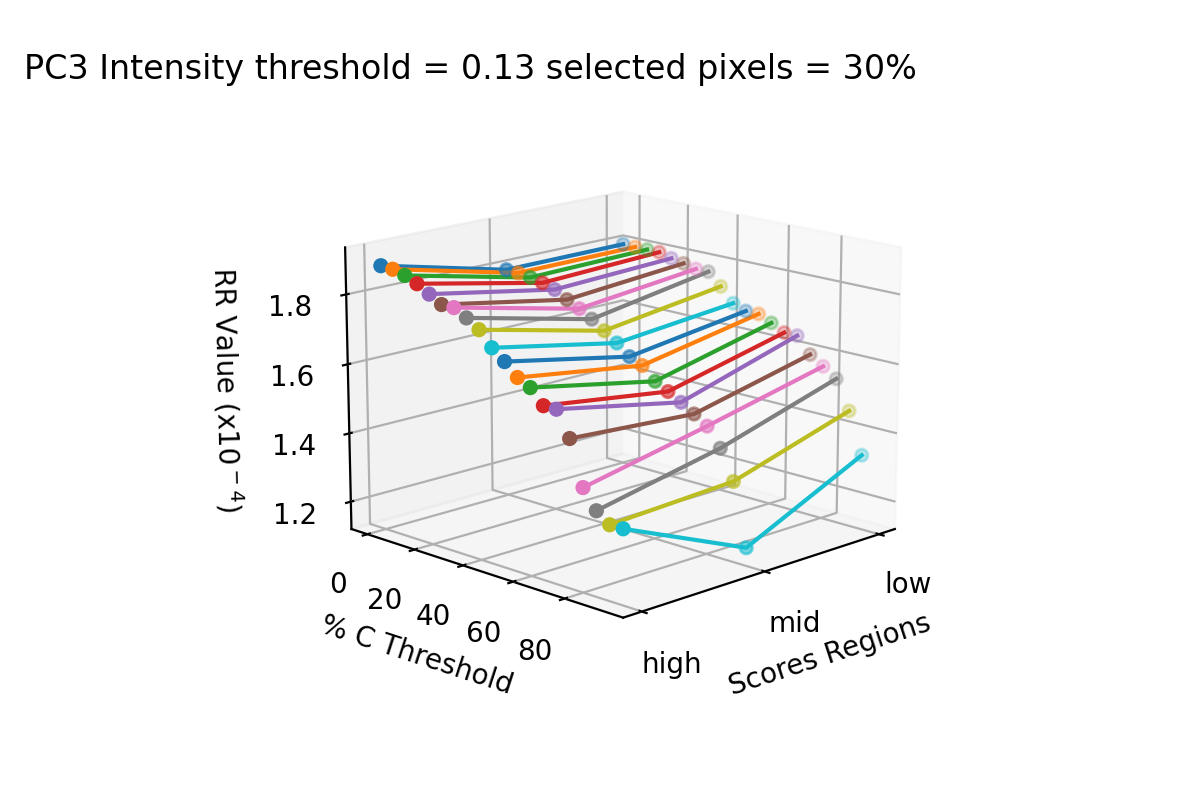 PC3 Intensity threshold = 0.13 selected pixels = 30%
RR Value (x10⁻⁴)
1.8
1.6
1.4
1.2
0
20
40
60
80
% C Threshold
high
mid
low
Scores Regions